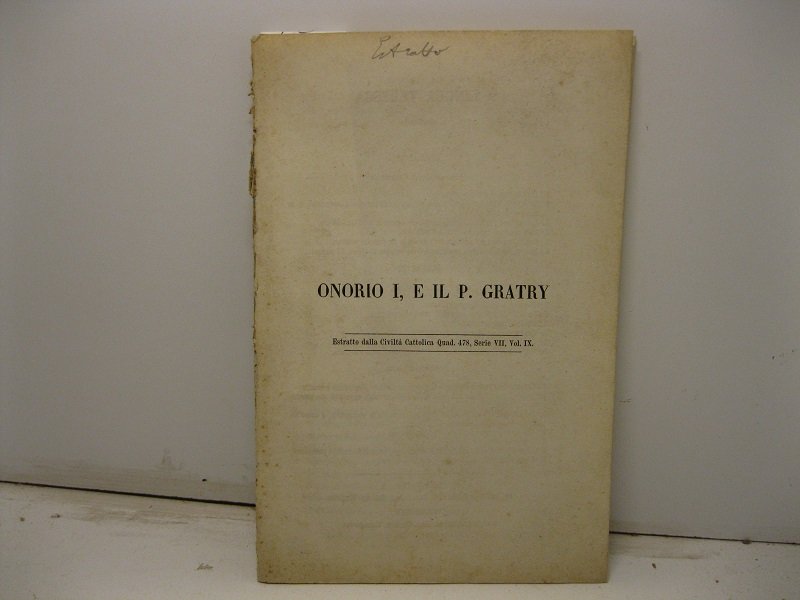 Estratto
ONORIO I, E IL P. GRATRY
Estratto dalla Civiltà Cattolica Quad. 478, Serie VII, Vol. IX.